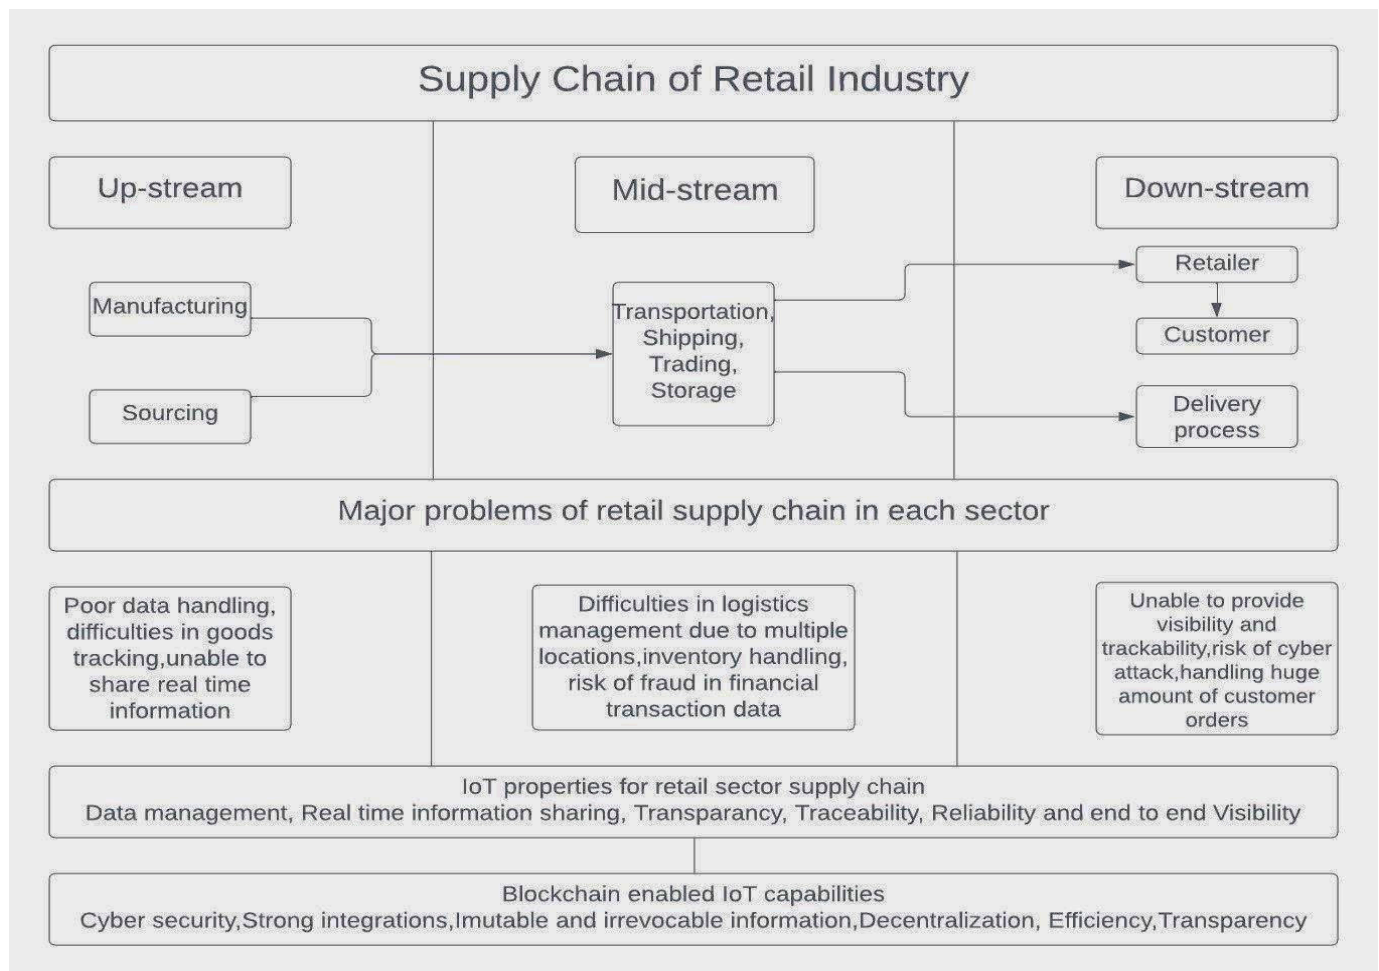 Supply Chain of Retail Industry
Up-stream
Mid-stream
Down-stream
Manufacturing
Sourcing
Transportation,
Shipping,
Trading,
Storage
Retailer
Customer
Delivery
process
Major problems of retail supply chain in each sector
Poor data handling,
difficulties in goods
tracking,unable to
share real time
information
Difficulties in logistics
management due to multiple
locations,inventory handling,
risk of fraud in financial
transaction data
Unable to provide
visibility and
trackability,risk of cyber
attack,handling huge
amount of customer
orders
IoT properties for retail sector supply chain
Data management, Real time information sharing, Transparancy, Traceability, Reliability and end to end Visibility
Blockchain enabled IoT capabilities
Cyber security,Strong integrations,Imutable and irrevocable information,Decentralization, Efficiency,Transparency